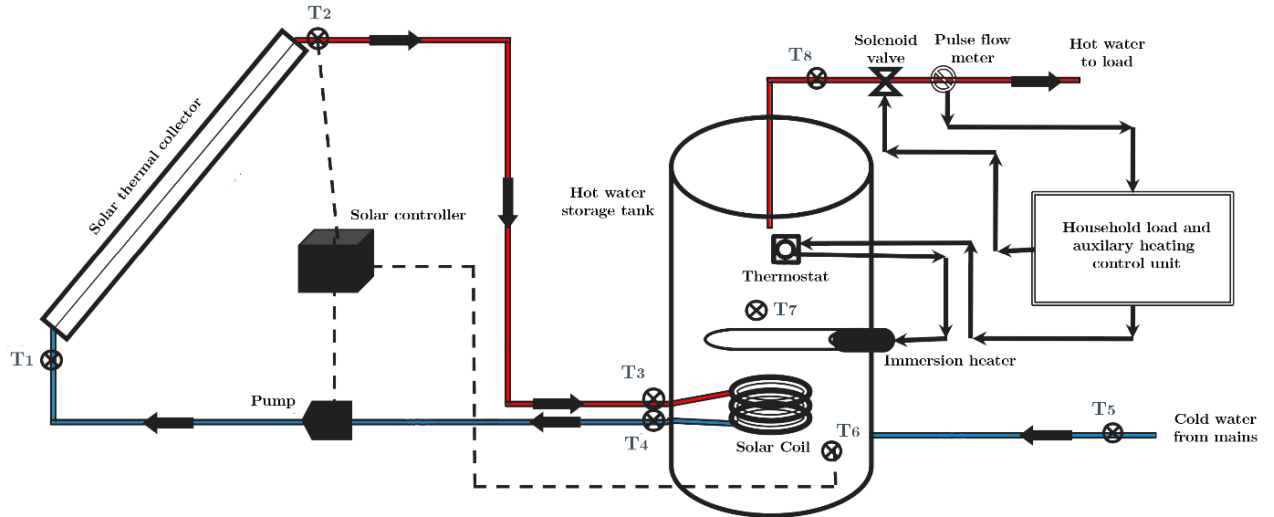 T2
Solenoid
valve
Pulse flow
meter
Hot water
to load
T8
Solar thermal collector
Hot water
storage tank
Solar controller
Household load and
auxilary heating
control unit
Thermostat
T7
T1
Immersion heater
T3
Pump
T4
Solar Coil
T6
T5
Cold water
from mains